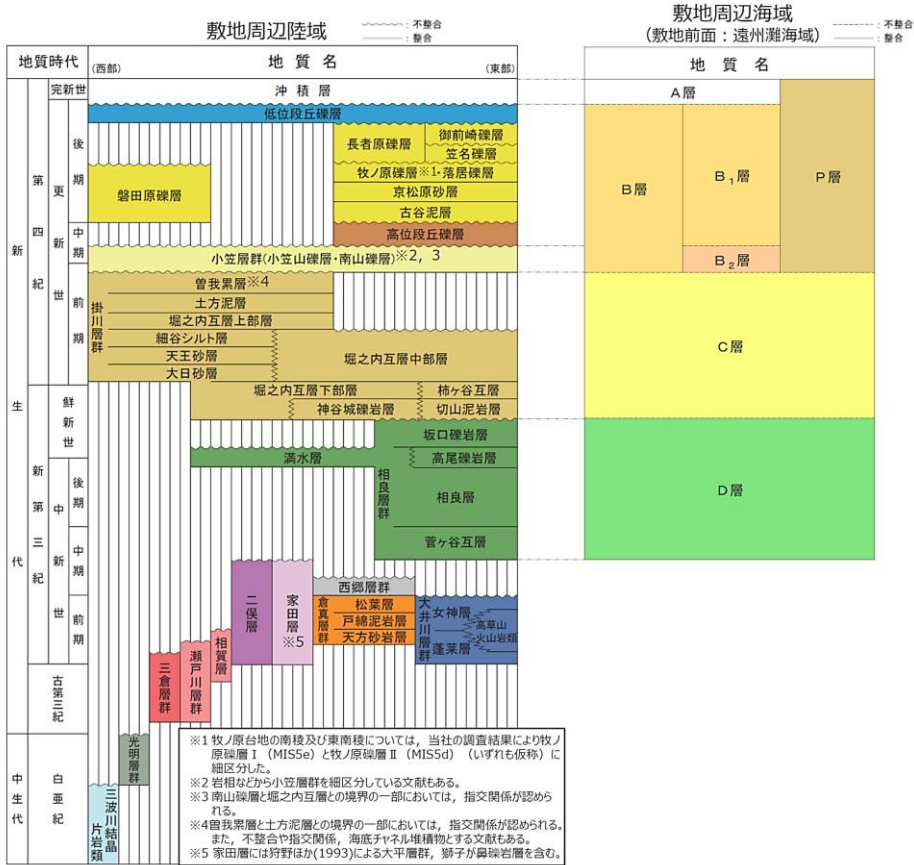 敷地周辺陸域
：不整合
：整合
敷地周辺海域
(敷地前面：遠州灘海域)
：不整合
：整合
地質時代
(西部)
地 質 名
(東部)
地 質 名
新生代
第四紀
完新世
更新世
後期
中期
前期
新第三紀
鮮新世
中新世
後期
中期
前期
古第三紀
中生代
白亜紀
沖積層
低位段丘礫層
長者原礫層
御前崎礫層
笠名礫層
牧ノ原礫層※1・落居礫層
京松原砂層
古谷泥層
磐田原礫層
高位段丘礫層
小笠層群(小笠山礫層・南山礫層)※2, 3
掛川層群
曽我累層※4
土方泥層
堀之内互層上部層
細谷シルト層
天王砂層
大日砂層
堀之内互層中部層
堀之内互層下部層
柿ヶ谷互層
神谷城礫岩層
切山泥岩層
坂口礫岩層
満水層
高尾礫岩層
相良層群
相良層
菅ヶ谷互層
二俣層
家田層※5
西郷層群
倉真層群
松葉層
戸綿泥岩層
天方砂岩層
大井川層群
女神層
高草山
火山岩類
蓬莱層
相賀層
瀬戸川層群
三倉層群
光明層群
三波川結晶
片岩類
A層
B層
B₁層
B₂層
P層
C層
D層
※1 牧ノ原台地の南稜及び東南稜については，当社の調査結果により牧ノ
原礫層Ⅰ（MIS5e）と牧ノ原礫層Ⅱ（MIS5d）（いずれも仮称）に
細区分した。
※2 岩相などから小笠層群を細区分している文献もある。
※3 南山礫層と堀之内互層との境界の一部においては，指交関係が認めら
れる。
※4曽我累層と土方泥層との境界の一部においては，指交関係が認められる。
また，不整合や指交関係，海底チャネル堆積物とする文献もある。
※5 家田層には狩野ほか(1993)による大平層群，獅子が鼻礫岩層を含む。